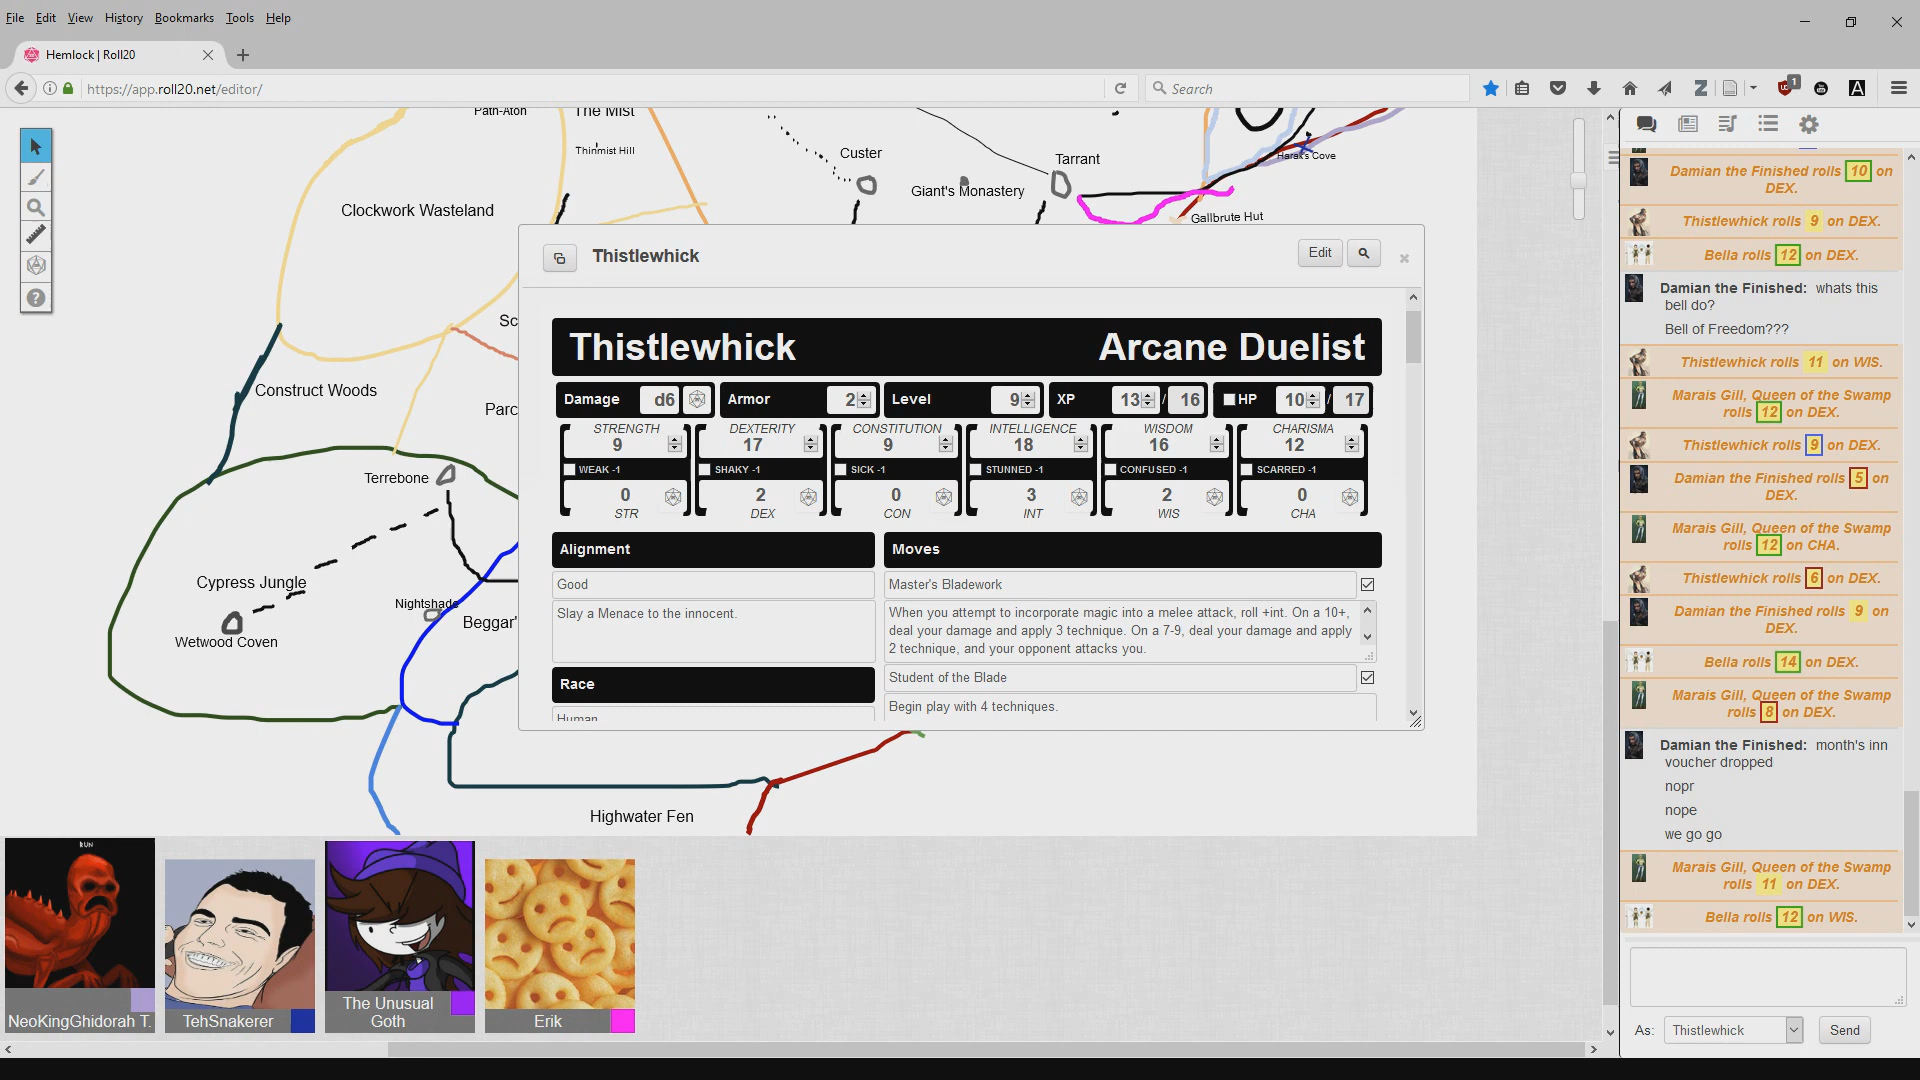 File Edit View History Bookmarks Tools Help
Hemlock | Roll20
https://app.roll20.net/editor/
Search
1
Path-Aton
The Mist
Thinmist Hill
Custer
Tarrant
Giant's Monastery
Harak's Cove
Gallbrute Hut
Clockwork Wasteland
Sc
Construct Woods
Parc
Terrebone
Cypress Jungle
Nightshade
Beggar'
Wetwood Coven
Highwater Fen
Thistlewhick
Edit
Thistlewhick Arcane Duelist
Damage d6 Armor 2 Level 9 XP 13 / 16 HP 10 / 17
STRENGTH DEXTERITY CONSTITUTION INTELLIGENCE WISDOM CHARISMA
9 17 9 18 16 12
WEAK -1 SHAKY -1 SICK -1 STUNNED -1 CONFUSED -1 SCARRED -1
0 2 0 3 2 0
STR DEX CON INT WIS CHA
Alignment
Good
Slay a Menace to the innocent.
Race
Human
Moves
Master's Bladework
When you attempt to incorporate magic into a melee attack, roll +int. On a 10+,
deal your damage and apply 3 technique. On a 7-9, deal your damage and apply
2 technique, and your opponent attacks you.
Student of the Blade
Begin play with 4 techniques.
Damian the Finished rolls 10 on
DEX.
Thistlewhick rolls 9 on DEX.
Bella rolls 12 on DEX.
Damian the Finished: whats this
bell do?
Bell of Freedom???
Thistlewhick rolls 11 on WIS.
Marais Gill, Queen of the Swamp
rolls 12 on DEX.
Thistlewhick rolls 9 on DEX.
Damian the Finished rolls 5 on
DEX.
Marais Gill, Queen of the Swamp
rolls 12 on CHA.
Thistlewhick rolls 6 on DEX.
Damian the Finished rolls 9 on
DEX.
Bella rolls 14 on DEX.
Marais Gill, Queen of the Swamp
rolls 8 on DEX.
Damian the Finished: month's inn
voucher dropped
nopr
nope
we go go
Marais Gill, Queen of the Swamp
rolls 11 on DEX.
Bella rolls 12 on WIS.
As: Thistlewhick Send
RUN
NeoKingGhidorah T.
TehSnakerer
The Unusual
Goth
Erik